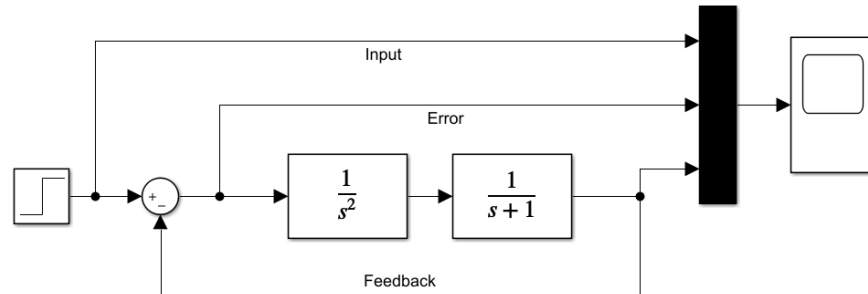 Input
Error
+
−
1
s²
1
s + 1
Feedback